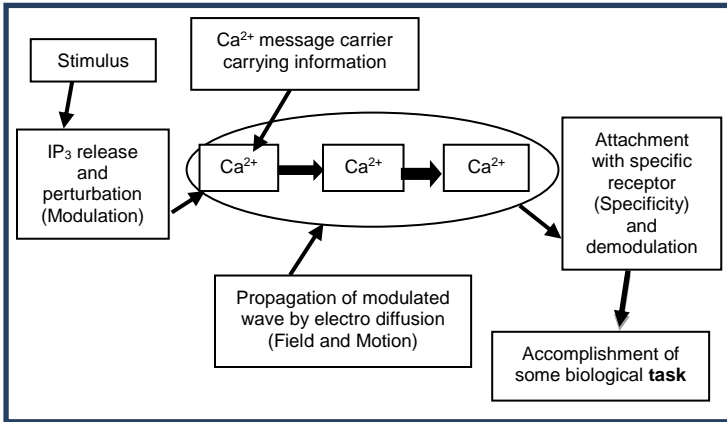 Stimulus
Ca²⁺ message carrier
carrying information
IP₃ release
and
perturbation
(Modulation)
Ca²⁺
Ca²⁺
Ca²⁺
Attachment
with specific
receptor
(Specificity)
and
demodulation
Propagation of modulated
wave by electro diffusion
(Field and Motion)
Accomplishment of
some biological task